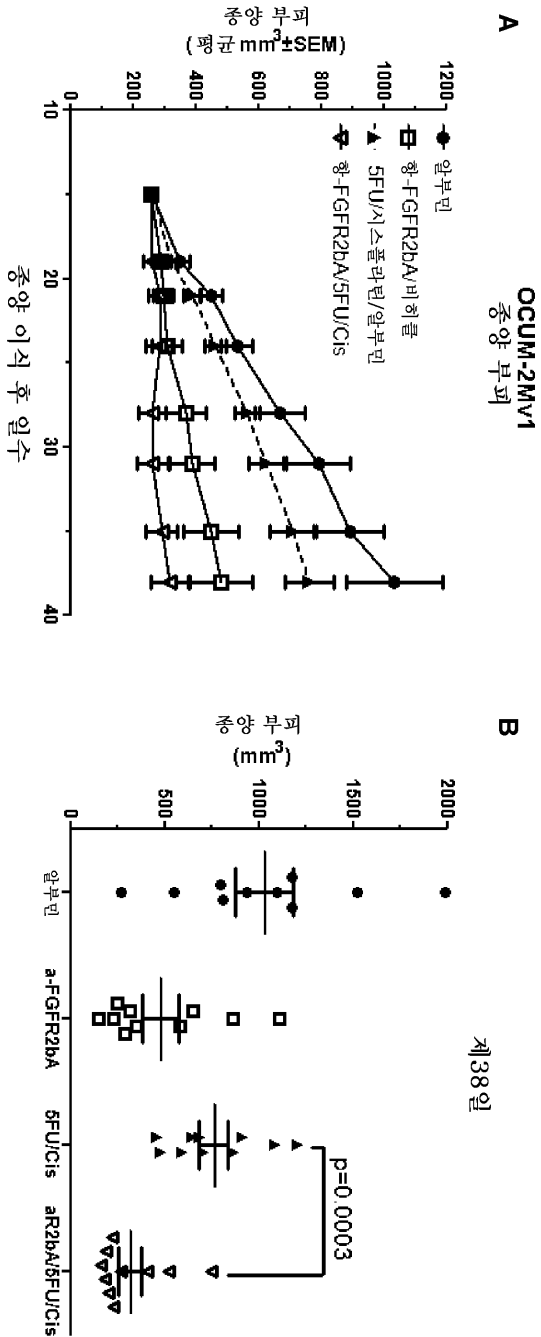 A
OCUM-2Mv1
종양 부피
종양 부피
(평균 mm³±SEM)
1200
1000
800
600
400
200
10
20
30
40
알부민
항-FGFR2bA/비히클
5FU/시스플라틴/알부민
항-FGFR2bA/5FU/Cis
종양 이식 후 일수
B
제38일
종양 부피
(mm³)
2000
1500
1000
5000
0
p=0.0003
알부민
a-FGFR2bA
5FU/Cis
aR2bA/5FU/Cis